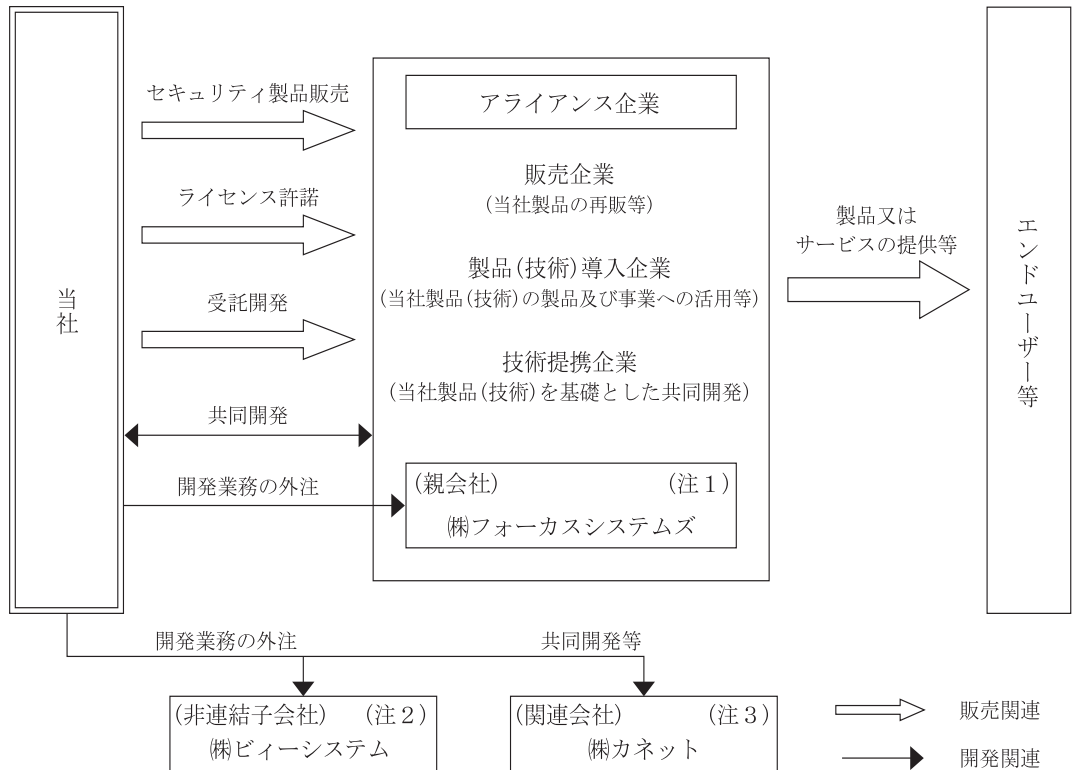 当社
セキュリティ製品販売
ライセンス許諾
受託開発
共同開発
開発業務の外注
アライアンス企業
販売企業
(当社製品の再販等)
製品(技術)導入企業
(当社製品(技術)の製品及び事業への活用等)
技術提携企業
(当社製品(技術)を基礎とした共同開発)
(親会社) (注1)
㈱フォーカスシステムズ
製品又は
サービスの提供等
エンドユーザー等
開発業務の外注
共同開発等
(非連結子会社) (注2)
㈱ビィーシステム
(関連会社) (注3)
㈱カネット
販売関連
開発関連